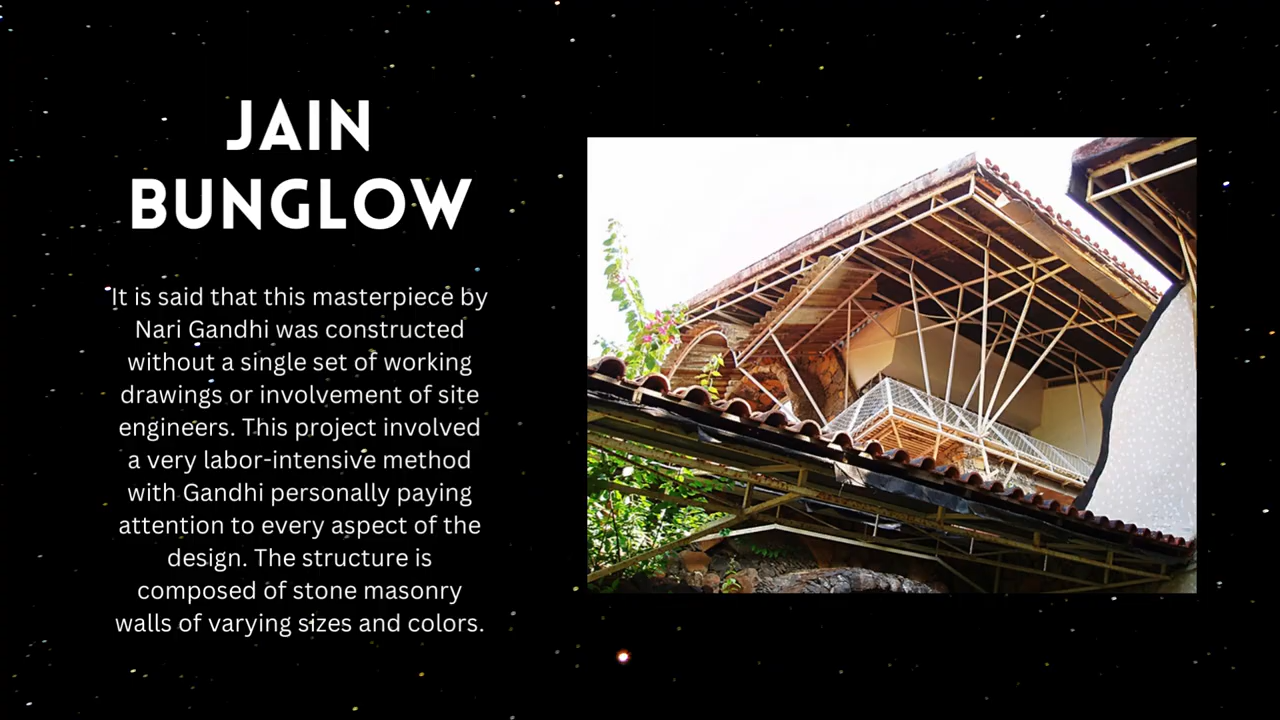 JAIN
BUNGLOW
It is said that this masterpiece by
Nari Gandhi was constructed
without a single set of working
drawings or involvement of site
engineers. This project involved
a very labor-intensive method
with Gandhi personally paying
attention to every aspect of the
design. The structure is
composed of stone masonry
walls of varying sizes and colors.